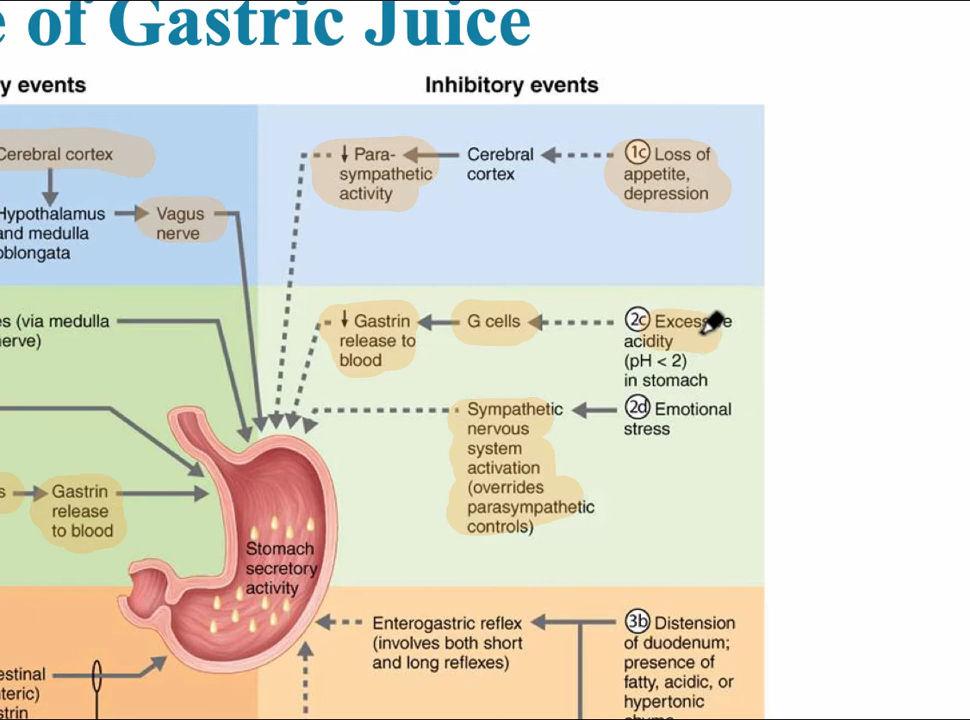 e of Gastric Juice
y events
Inhibitory events
Cerebral cortex
Hypothalamus
and medulla
oblongata
Vagus
nerve
↓ Para-
sympathetic
activity
Cerebral
cortex
1c Loss of
appetite,
depression
es (via medulla
nerve)
↓ Gastrin
release to
blood
G cells
2c Excessive
acidity
(pH < 2)
in stomach
Sympathetic
nervous
system
activation
(overrides
parasympathetic
controls)
2d Emotional
stress
s
Gastrin
release
to blood
Stomach
secretory
activity
Enterogastric reflex
(involves both short
and long reflexes)
3b Distension
of duodenum;
presence of
fatty, acidic, or
hypertonic
chyme
estinal
nteric)
strin